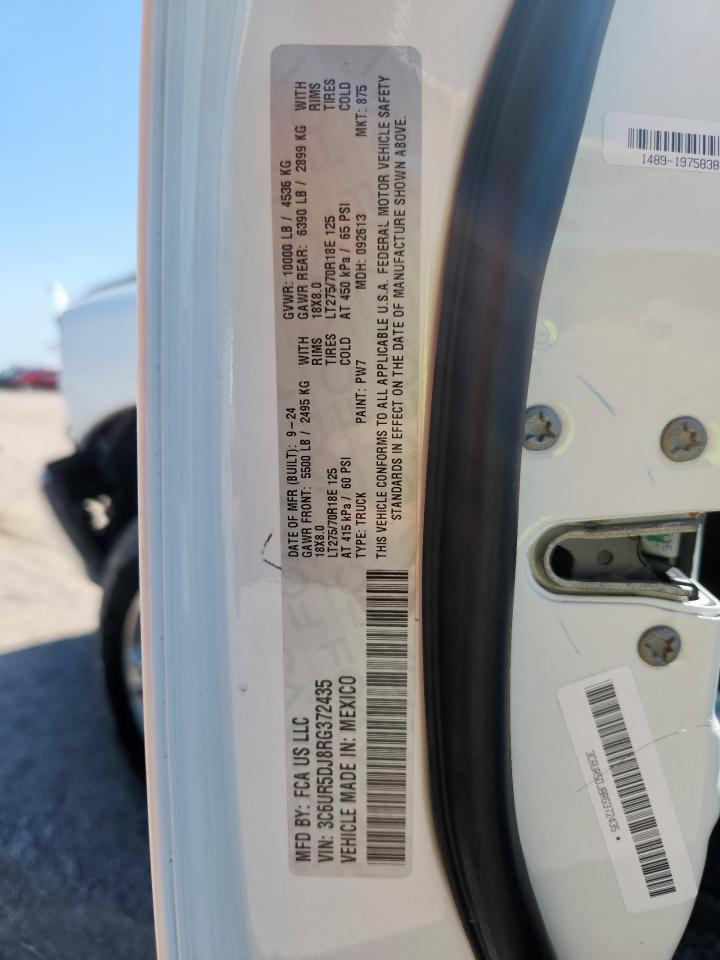 MFD BY: FCA US LLC
VIN: 3C6UR5DJ8RG372435
VEHICLE MADE IN: MEXICO
DATE OF MFR (BUILT): 9-24
GAWR FRONT: 5500 LB / 2495 KG WITH
18X8.0 RIMS
LT275/70R18E 125 TIRES
AT 415 kPa / 60 PSI COLD
TYPE: TRUCK PAINT: PW7
GVWR: 10000 LB / 4536 KG
GAWR REAR: 6390 LB / 2899 KG WITH
18X8.0 RIMS
LT275/70R18E 125 TIRES
AT 450 kPa / 65 PSI COLD
MDH: 092613 MKT: 875
THIS VEHICLE CONFORMS TO ALL APPLICABLE U.S.A. FEDERAL MOTOR VEHICLE SAFETY
STANDARDS IN EFFECT ON THE DATE OF MANUFACTURE SHOWN ABOVE.
1489-1975838
3C6UR5DJ8RG372435 *